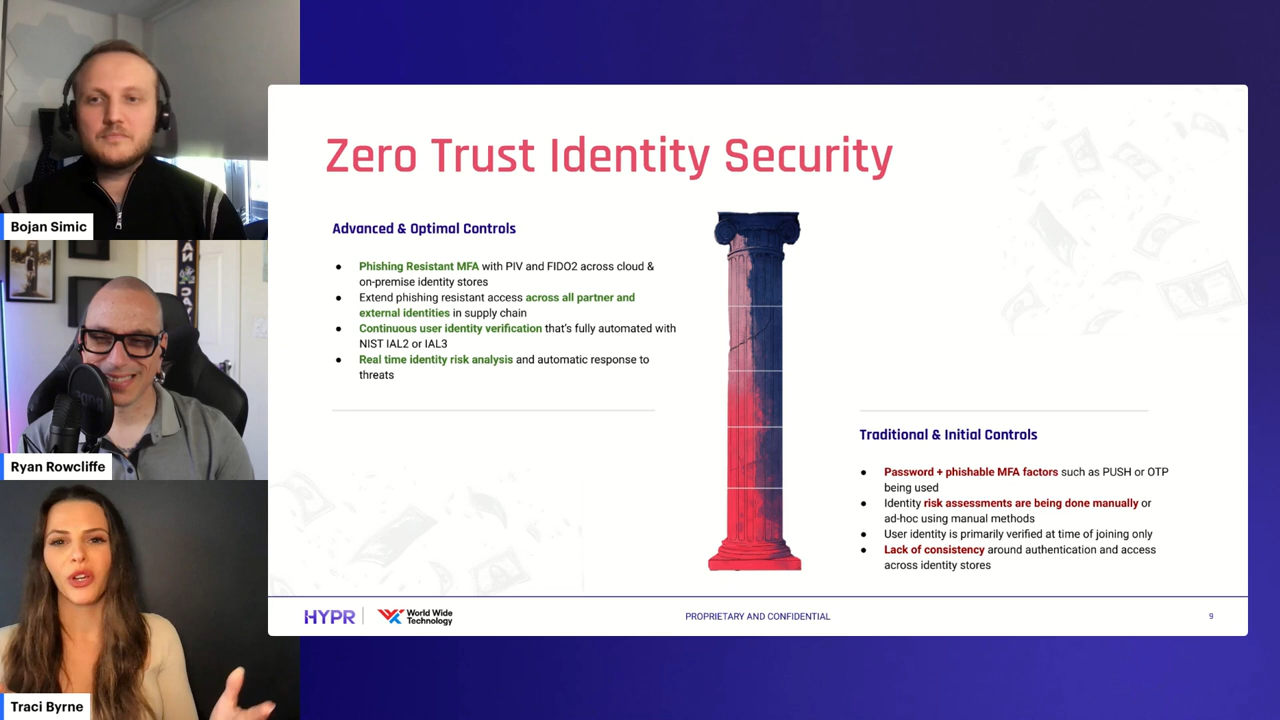 Bojan Simic
Ryan Rowcliffe
Traci Byrne
Zero Trust Identity Security
Advanced & Optimal Controls
● Phishing Resistant MFA with PIV and FIDO2 across cloud &
on-premise identity stores
● Extend phishing resistant access across all partner and
external identities in supply chain
● Continuous user identity verification that's fully automated with
NIST IAL2 or IAL3
● Real time identity risk analysis and automatic response to
threats
Traditional & Initial Controls
● Password + phishable MFA factors such as PUSH or OTP
being used
● Identity risk assessments are being done manually or
ad-hoc using manual methods
● User identity is primarily verified at time of joining only
● Lack of consistency around authentication and access
across identity stores
HYPR
World Wide
Technology
PROPRIETARY AND CONFIDENTIAL
9